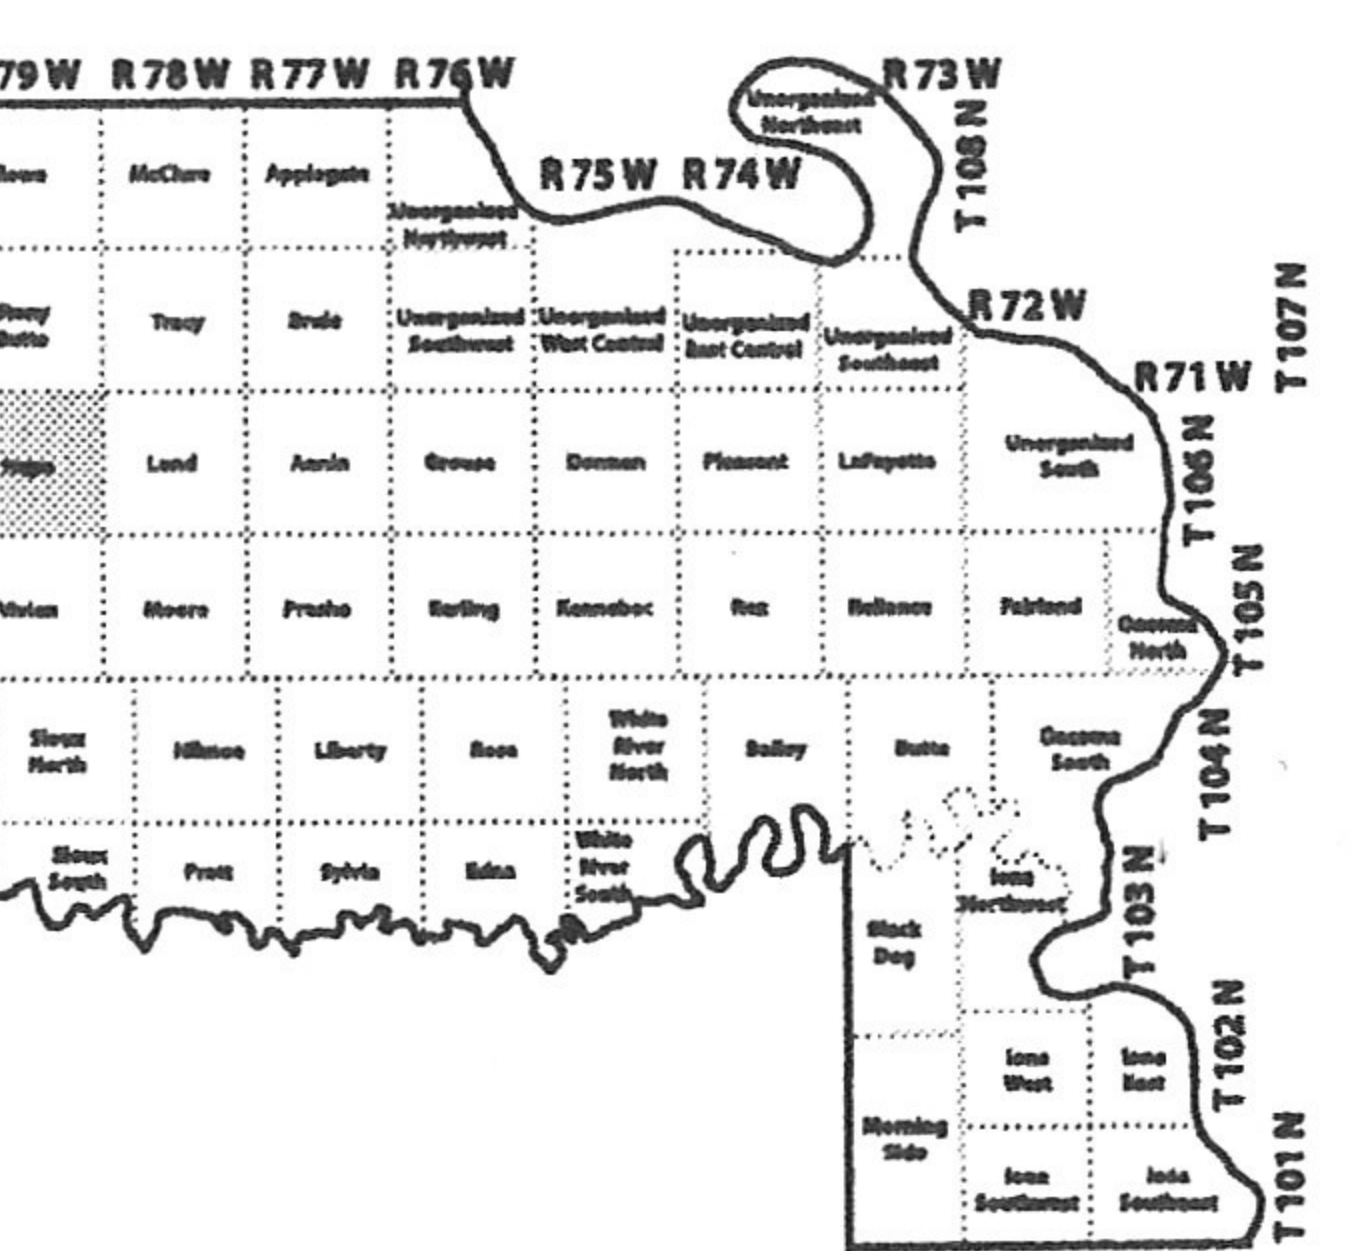 79W R78W R77W R76W R73W
Unorganized
Northeast
T108N
R75W R74W
McClure Applegate
Unorganized
Northwest
T107N
R72W
Tracy Brule
Unorganized
Southwest
Unorganized
West Central
Unorganized
East Central
Unorganized
Southeast
Butte
R71W
T106N
Lund Grouse Dorman Pleasant LaFayette
Unorganized
South
T105N
Vivian Moore Presho Earling Kennebec Rex Reliance Fairland
Oacoma
North
T104N
Sioux
North
Liberty Rose
White
River
North
Bailey Butte
Oacoma
South
T103N
Sioux
South
Pratt Sylvia Edna
White
River
South
Iona
Northwest
Black
Dog
T102N
Iona
West
Iona
East
T101N
Morning
Side
Iona
Southwest
Iona
Southeast